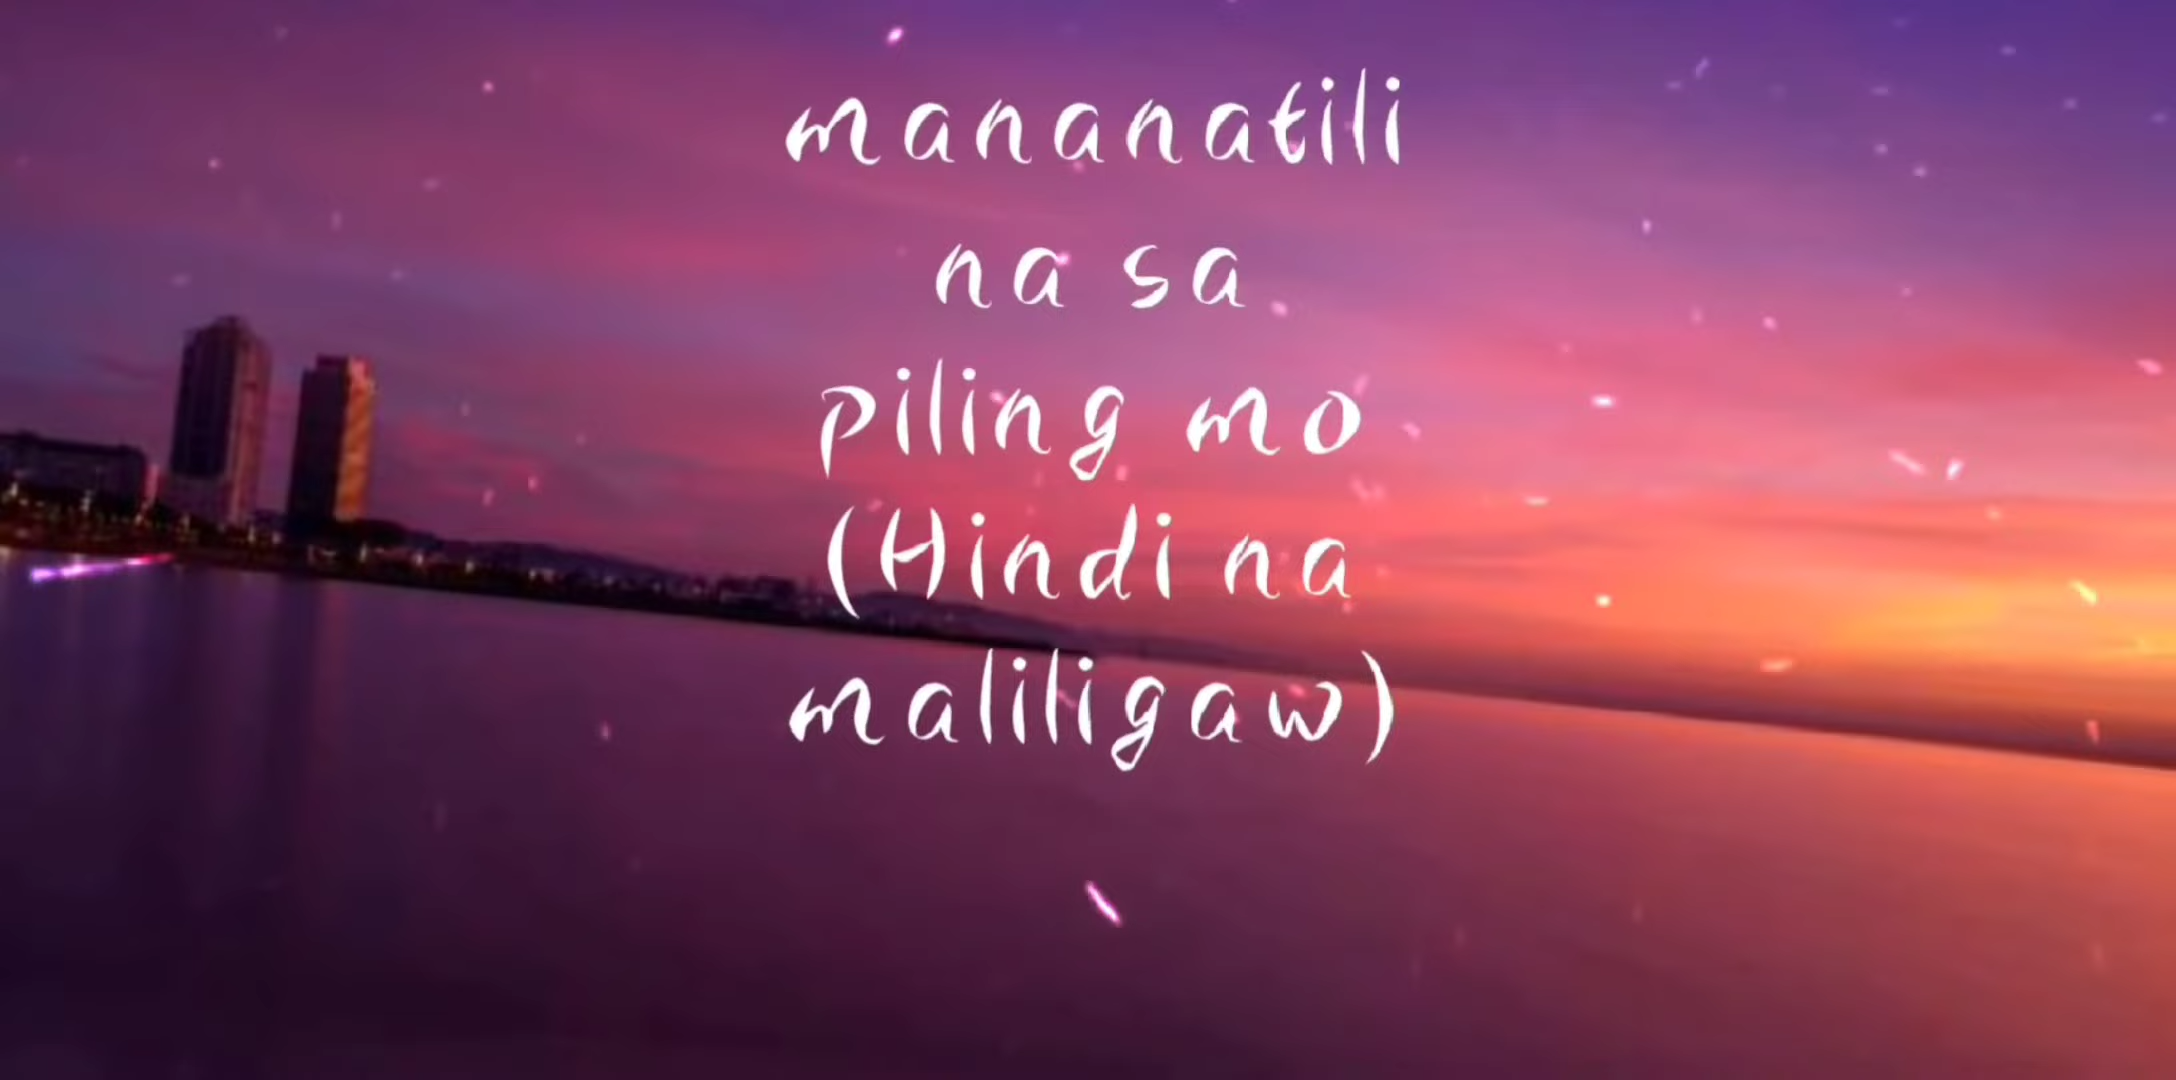 mananatili
na sa
piling mo
(Hindi na
maliligaw)